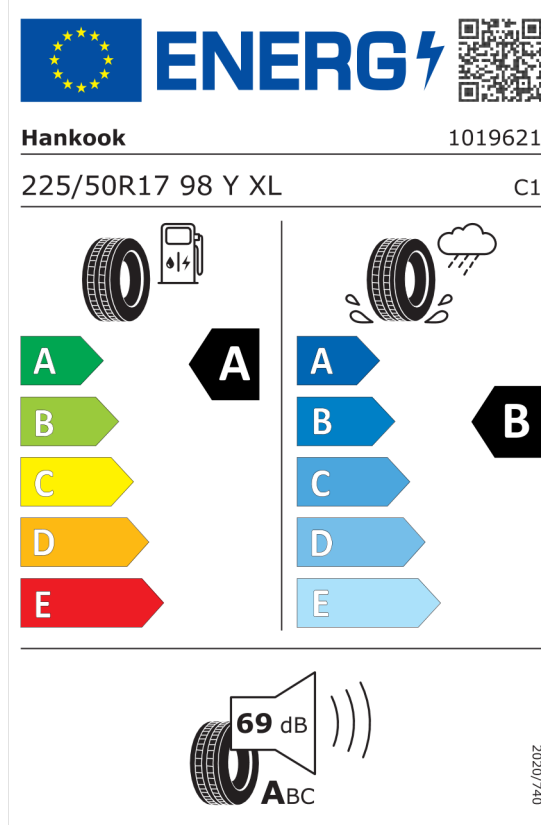 ENERG
Hankook 1019621
225/50R17 98 Y XL C1
A A A
B B B
C C
D D
E E
69 dB
ABC
2020/740